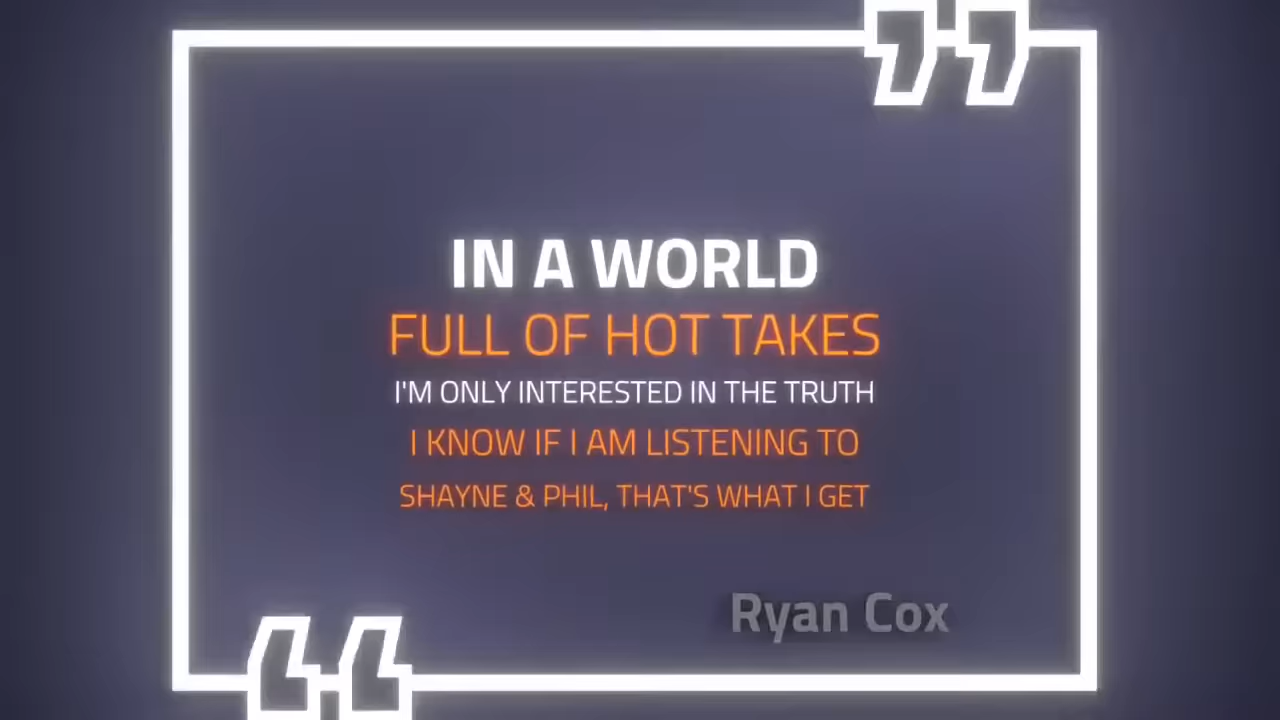 IN A WORLD
FULL OF HOT TAKES
I'M ONLY INTERESTED IN THE TRUTH
I KNOW IF I AM LISTENING TO
SHAYNE & PHIL, THAT'S WHAT I GET
Ryan Cox